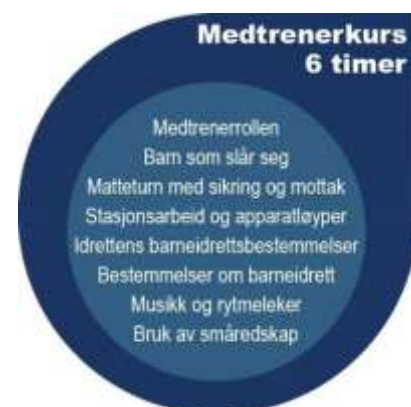 Medtrenerkurs
6 timer
Medtrenerrollen
Barn som slår seg
Matteturn med sikring og mottak
Stasjonsarbeid og apparatløyper
Idrettens barneidrettsbestemmelser
Bestemmelser om barneidrett
Musikk og rytmeleker
Bruk av småredskap